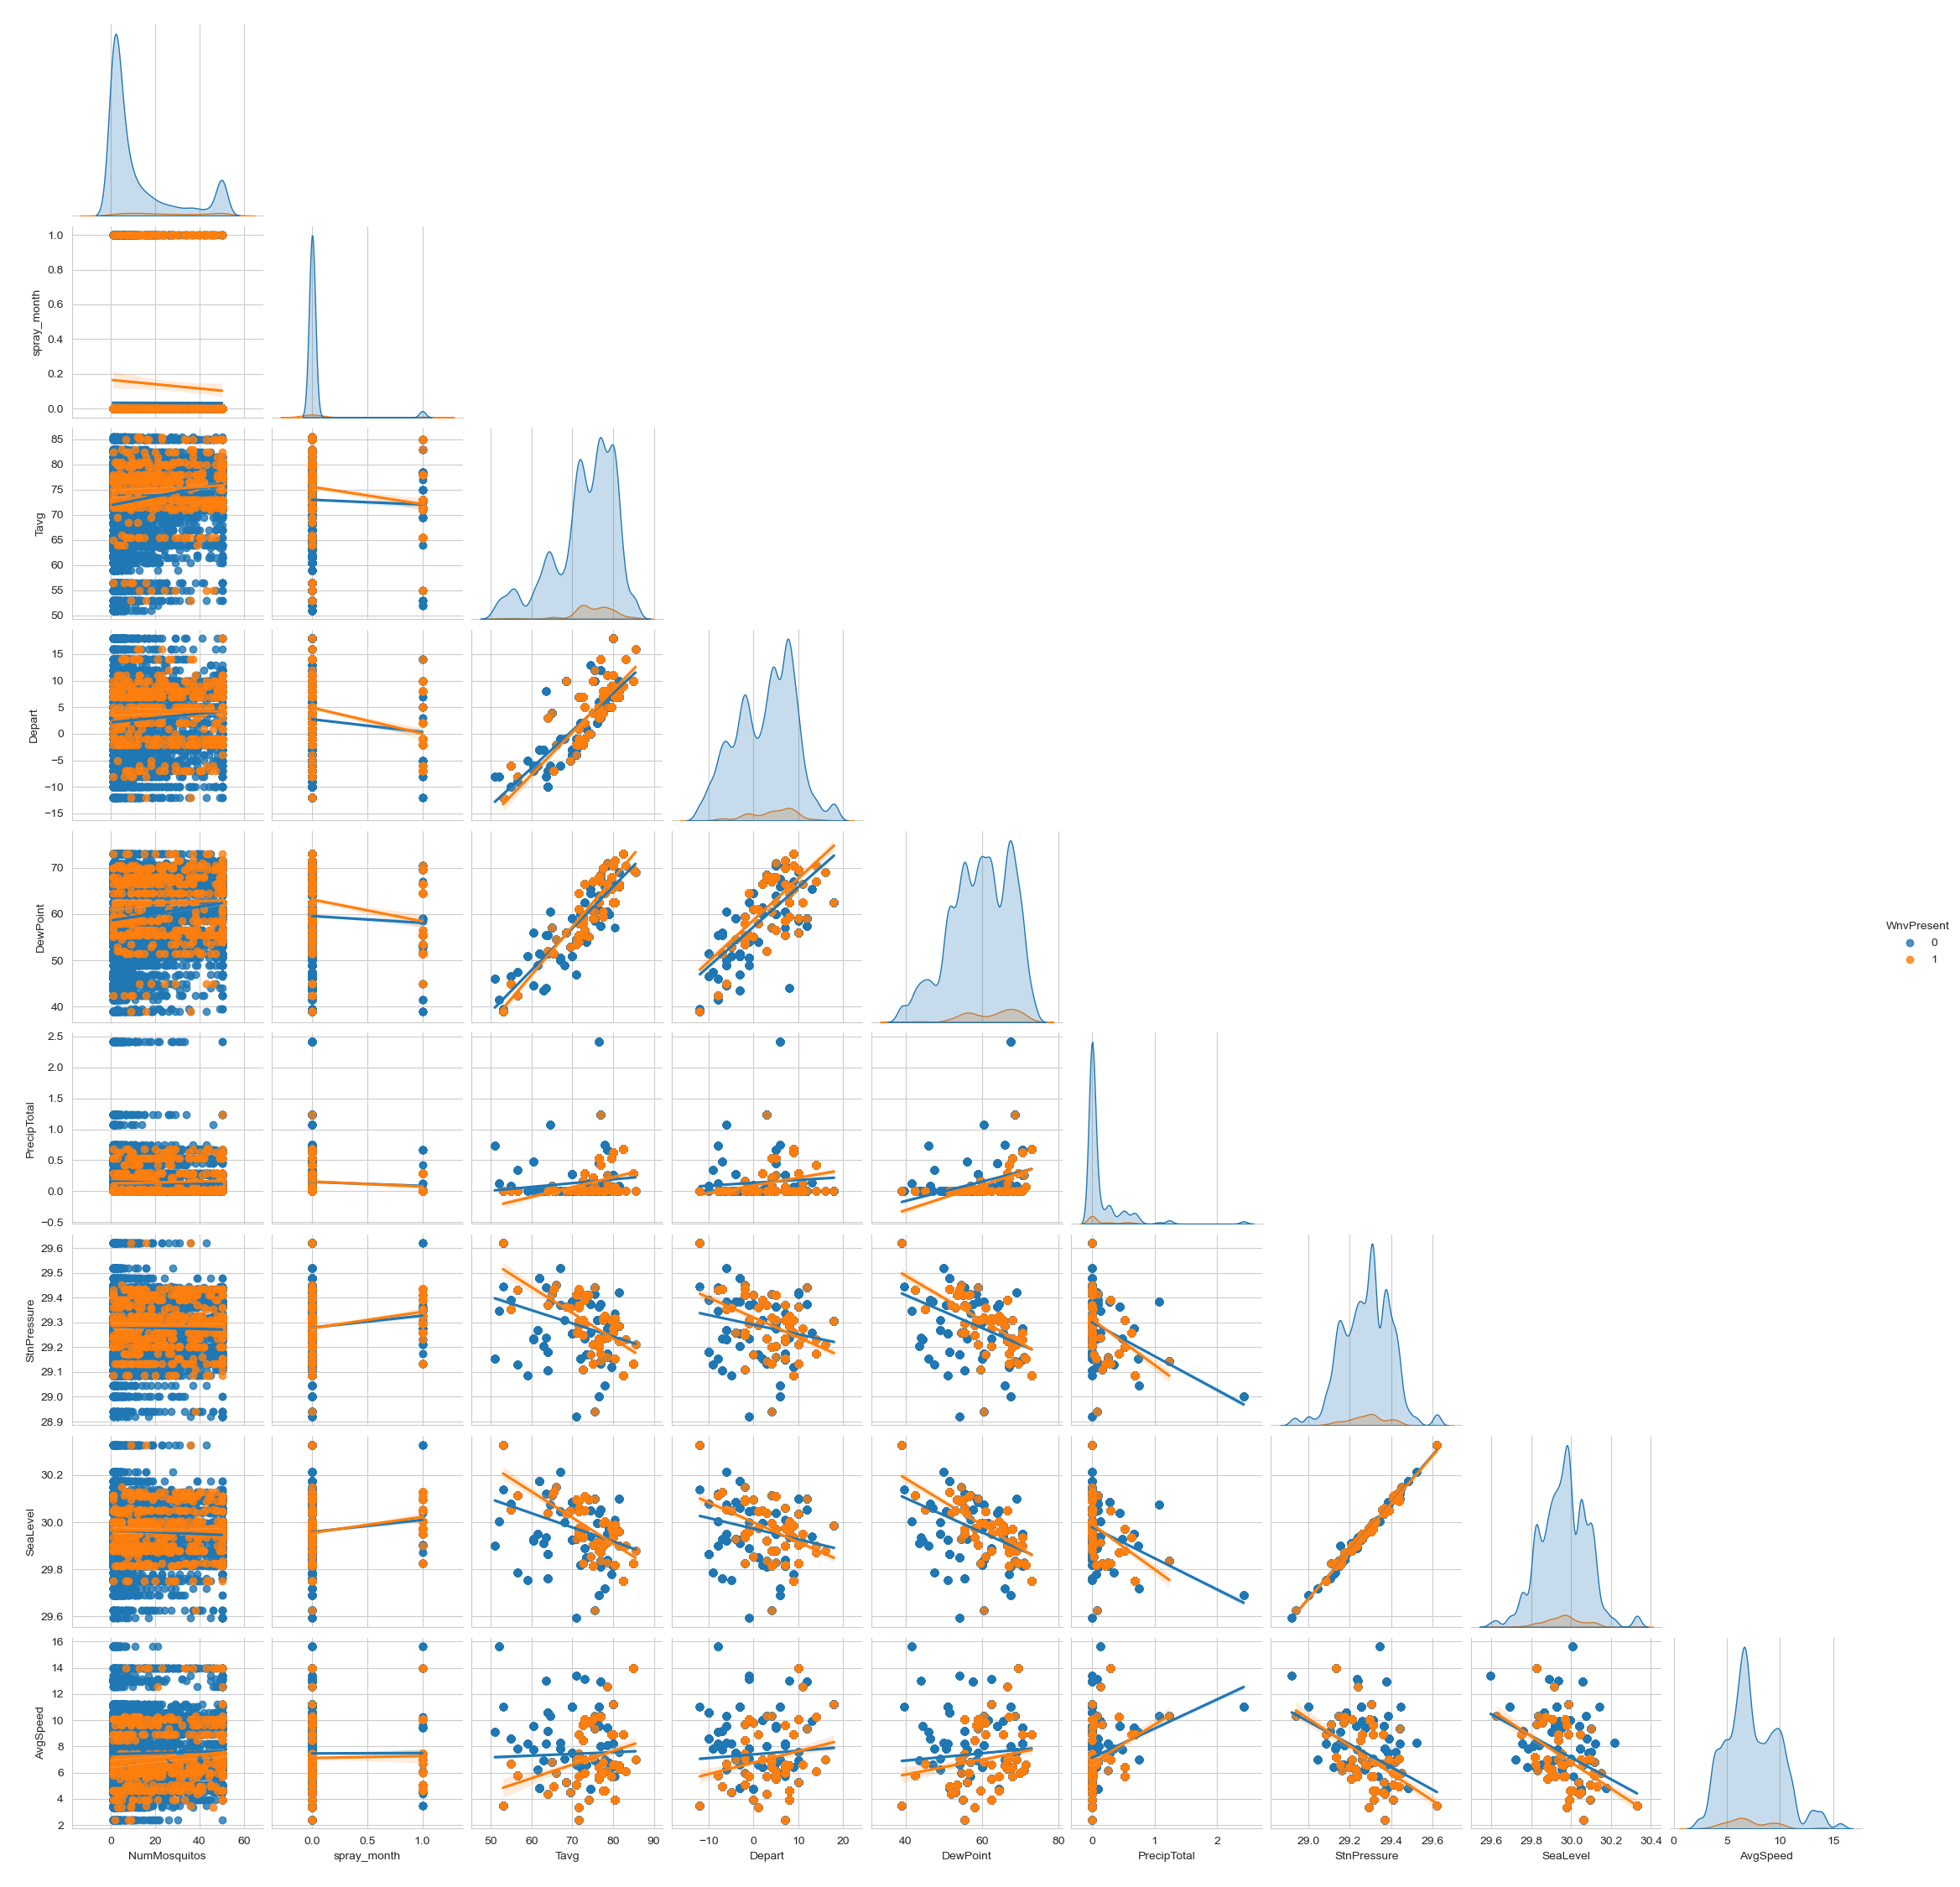 1.0
0.8
0.6
0.4
0.2
0.0
spray_month
85
80
75
70
65
60
55
50
Tavg
15
10
5
0
−5
−10
−15
Depart
70
60
50
40
DewPoint
WnvPresent
0
1
2.5
2.0
1.5
1.0
0.5
0.0
−0.5
PrecipTotal
29.6
29.5
29.4
29.3
29.2
29.1
29.0
28.9
StnPressure
30.2
30.0
29.8
29.6
SeaLevel
16
14
12
10
8
6
4
2
AvgSpeed
0 20 40 60
NumMosquitos
0.0 0.5 1.0
spray_month
50 60 70 80 90
Tavg
−10 0 10 20
Depart
40 60 80
DewPoint
0 1 2
PrecipTotal
29.0 29.2 29.4 29.6
StnPressure
29.6 29.8 30.0 30.2 30.4
SeaLevel
0 5 10 15
AvgSpeed